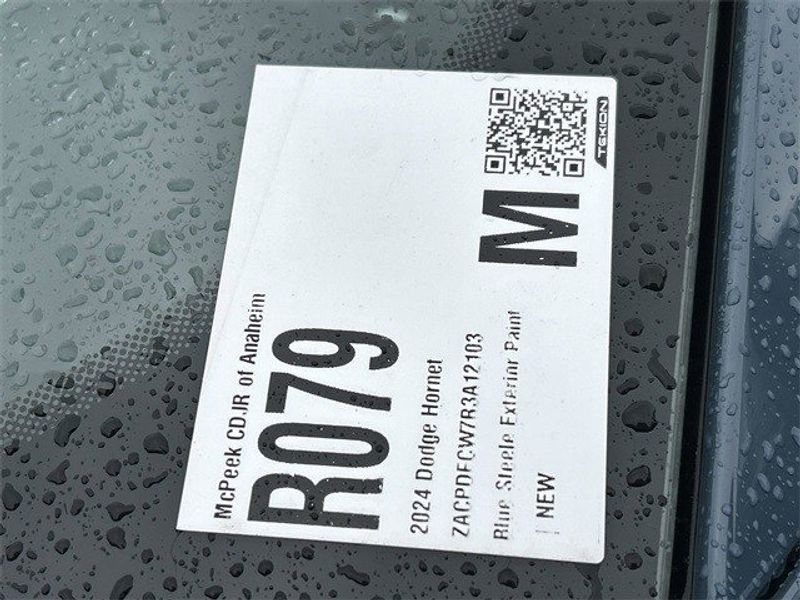 McPeek CDJR of Anaheim
R079
2024 Dodge Hornet
ZACPDFCW7R3A12103
Blue Steele Exterior Paint
NEW
M
TEKION